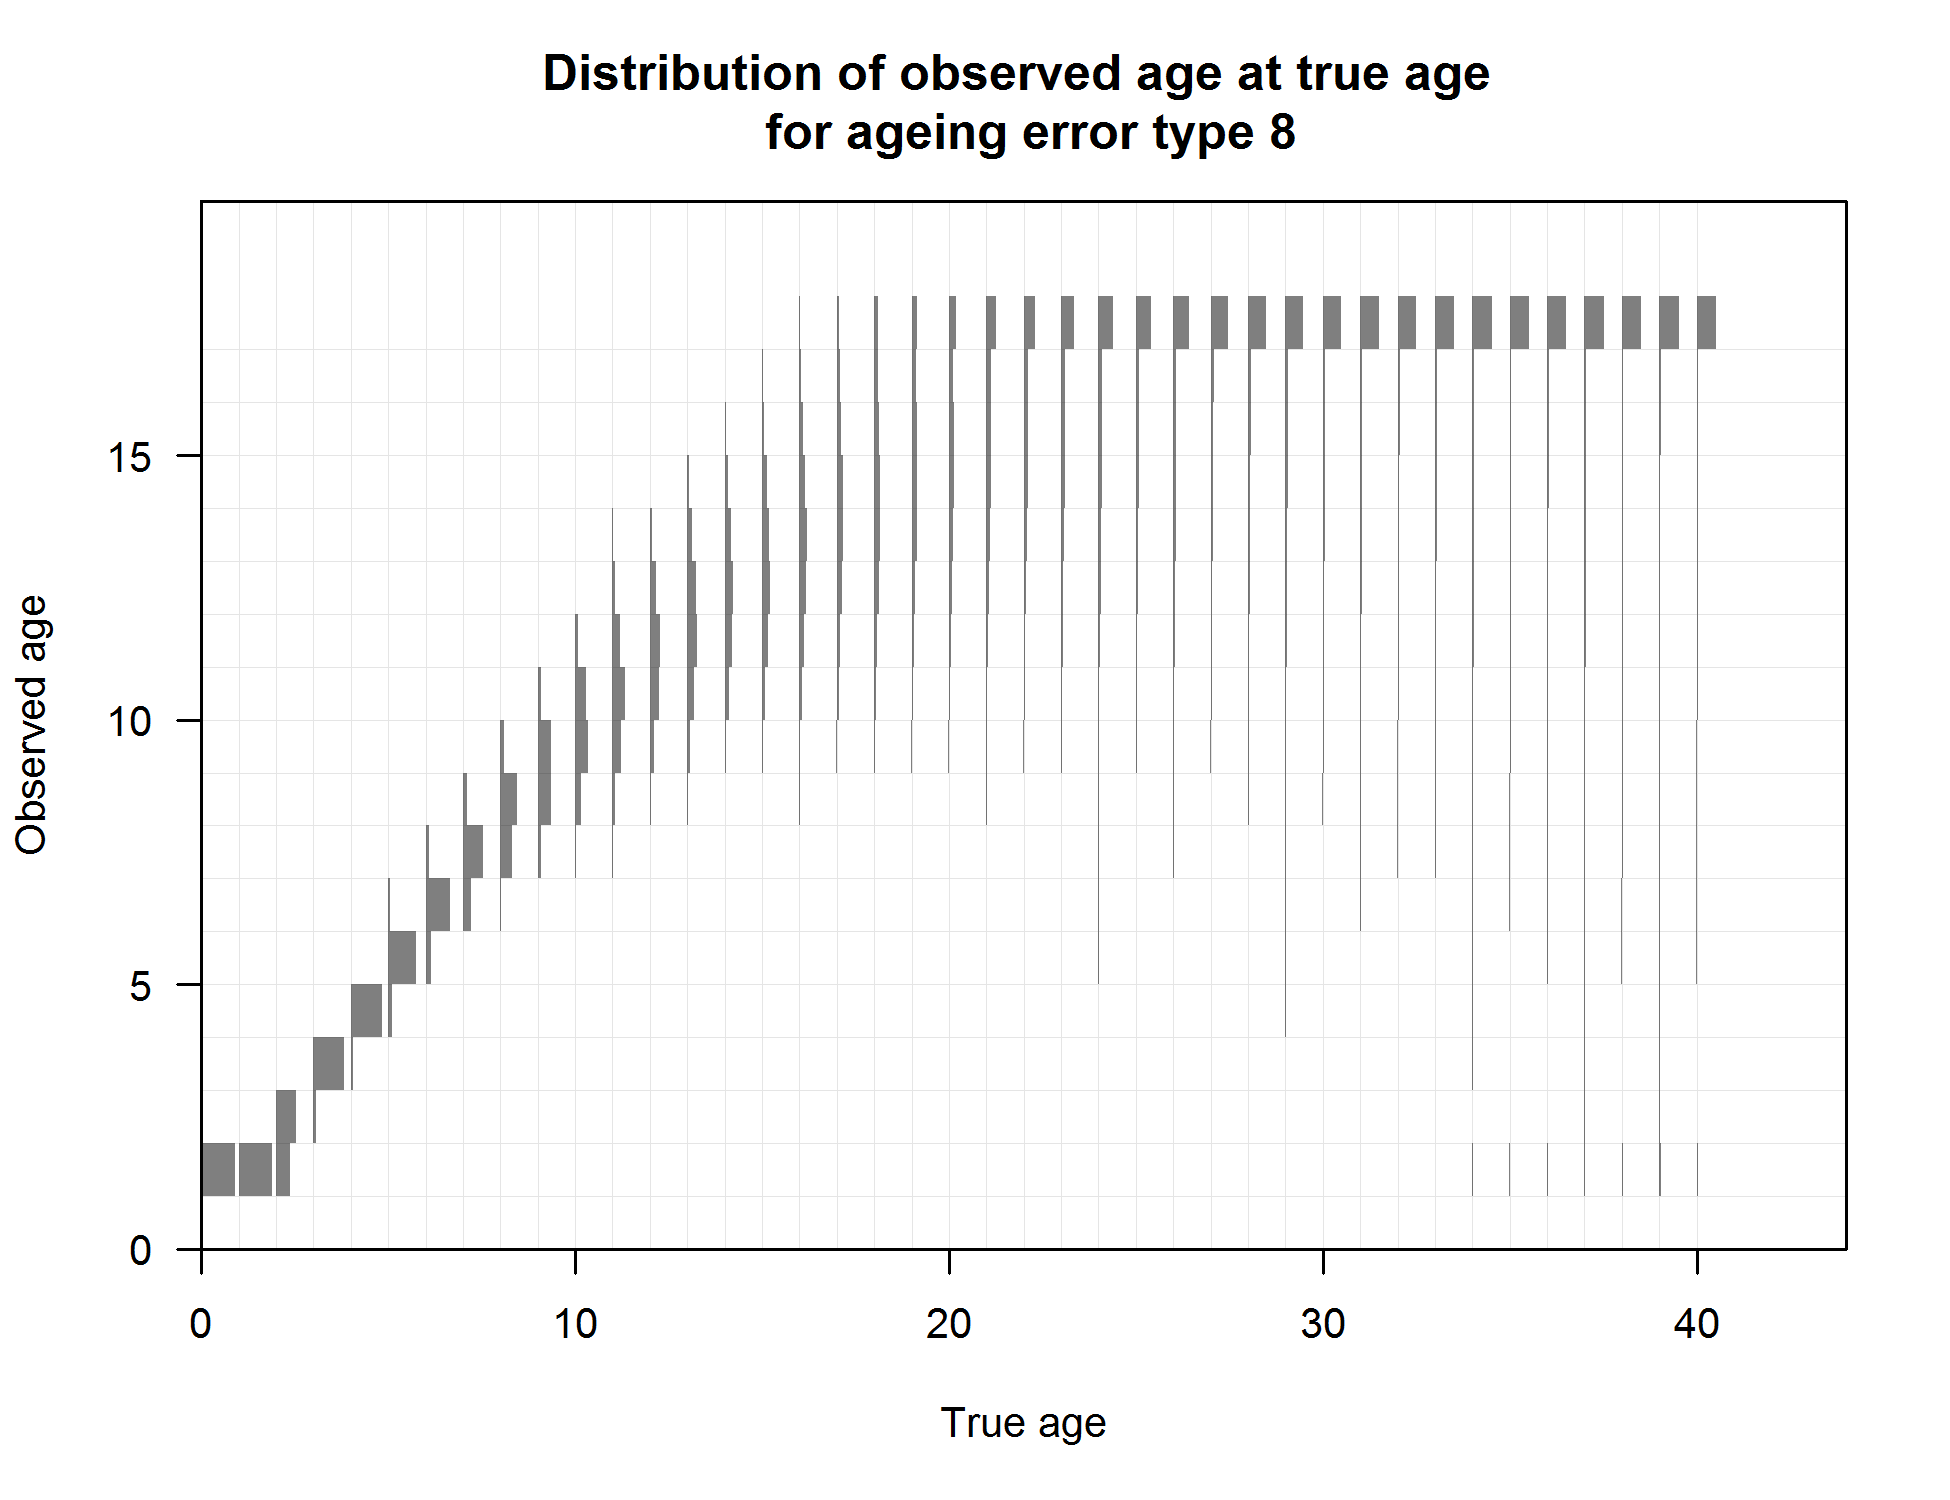 Distribution of observed age at true age
for ageing error type 8
Observed age
15
10
5
0
0 10 20 30 40
True age